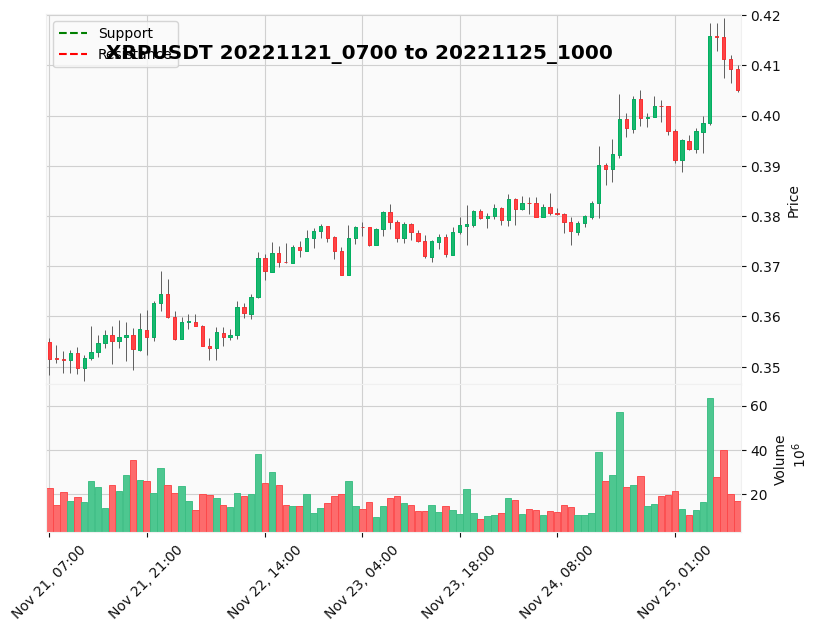 Support
Resistance
XRPUSDT 20221121_0700 to 20221125_1000
0.42
0.41
0.40
0.39
0.38
0.37
0.36
0.35
Price
60
40
20
Volume
10^6
Nov 21, 07:00
Nov 21, 21:00
Nov 22, 14:00
Nov 23, 04:00
Nov 23, 18:00
Nov 24, 08:00
Nov 25, 01:00